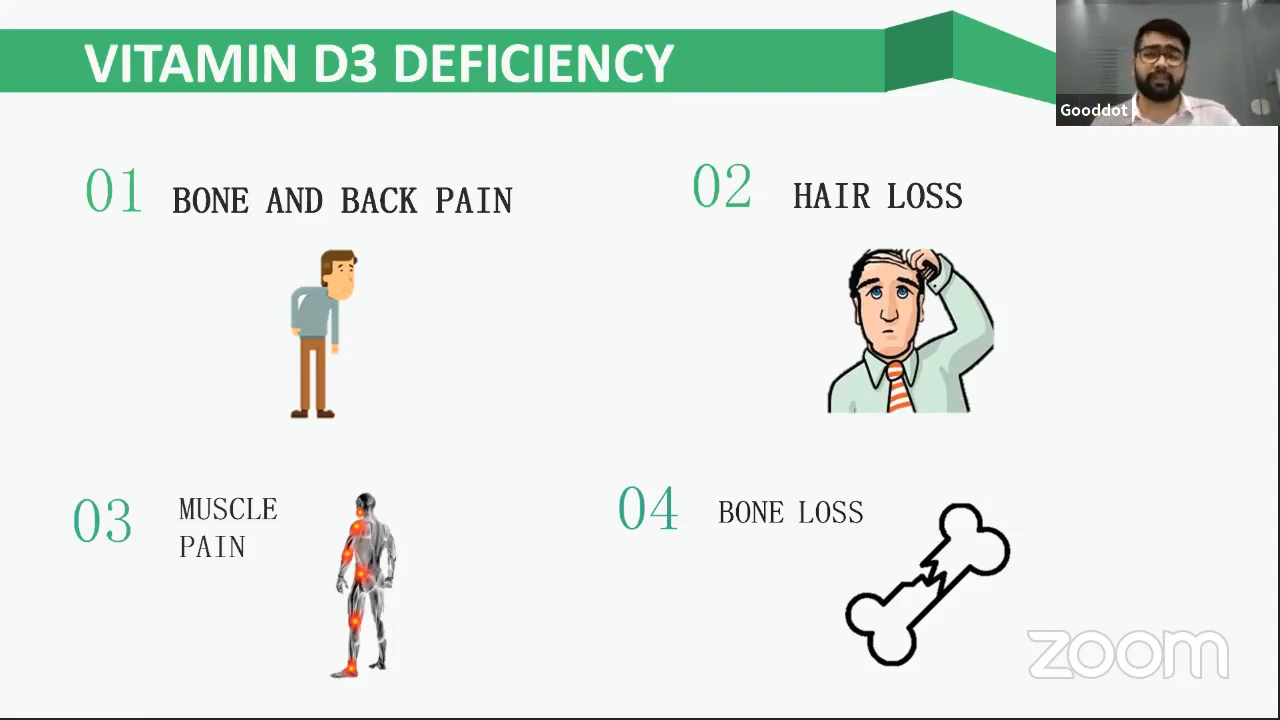 VITAMIN D3 DEFICIENCY
Gooddot
01 BONE AND BACK PAIN
02 HAIR LOSS
03 MUSCLE
PAIN
04 BONE LOSS
zoom